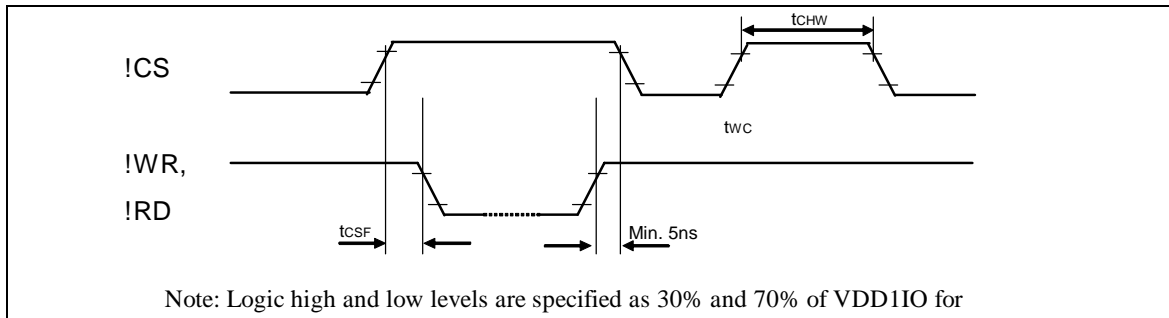 tCHW
!CS
twc
!WR,
!RD
tCSF
Min. 5ns
Note: Logic high and low levels are specified as 30% and 70% of VDD1IO for